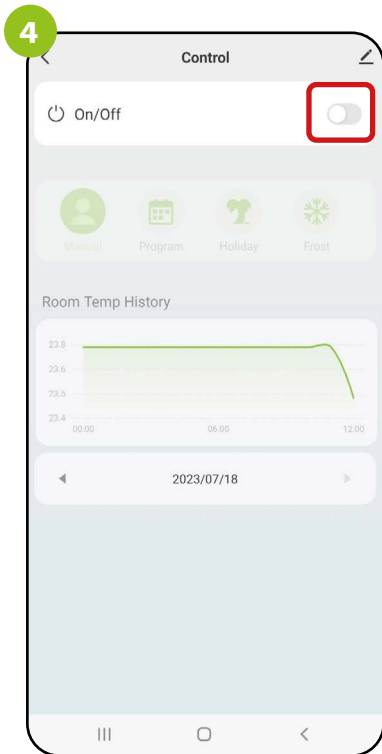 4
Control
On/Off
Manual Program Holiday Frost
Room Temp History
23.8
23.6
23.5
23.4
00:00 06:00 12:00
2023/07/18